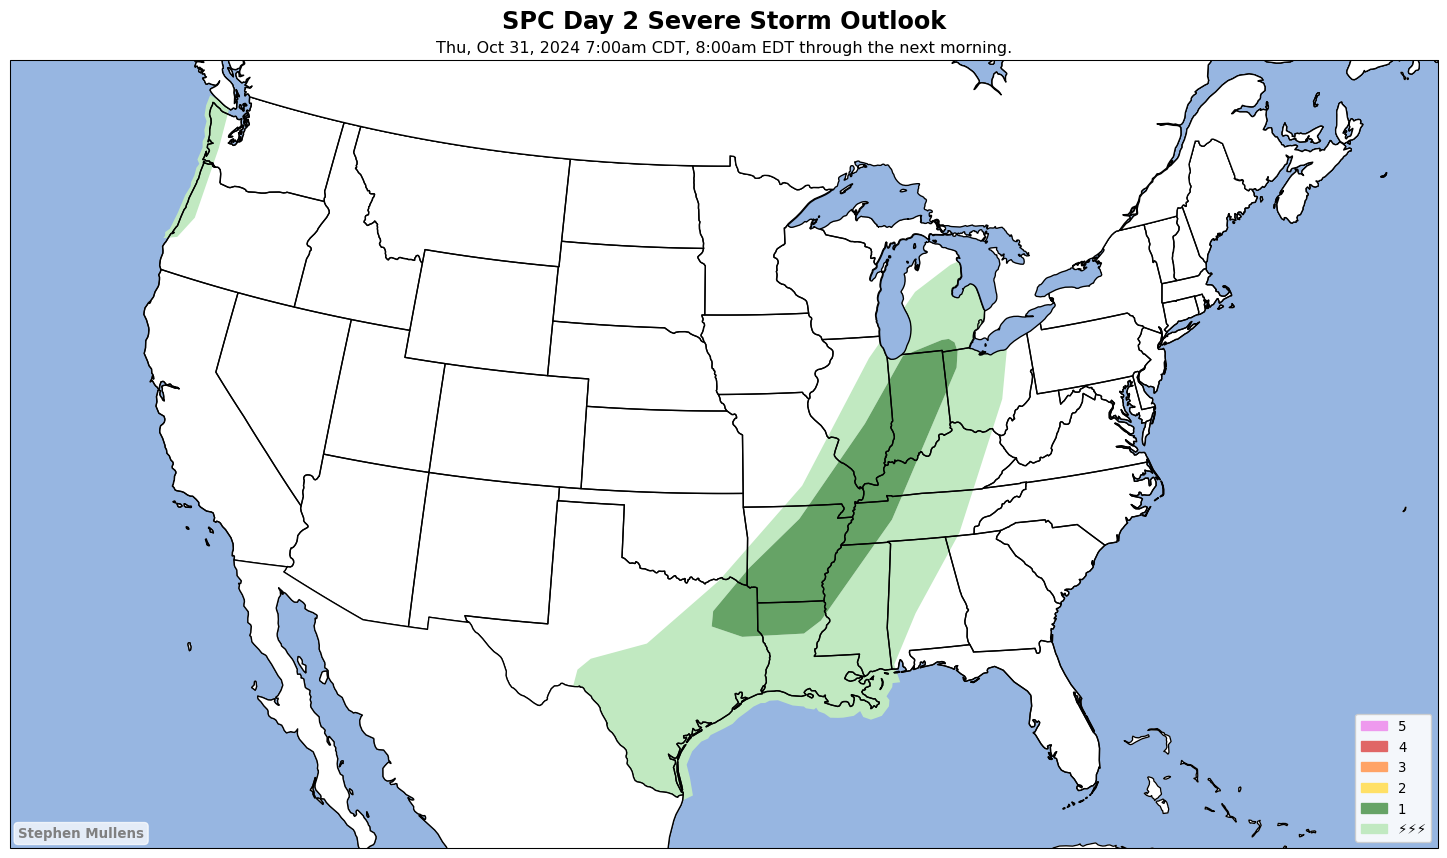 SPC Day 2 Severe Storm Outlook
Thu, Oct 31, 2024 7:00am CDT, 8:00am EDT through the next morning.
5
4
3
2
1
⚡⚡⚡
Stephen Mullens